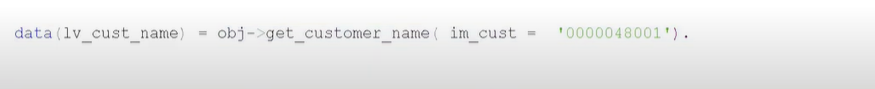 data(lv_cust_name) = obj->get_customer_name( im_cust = '0000048001').